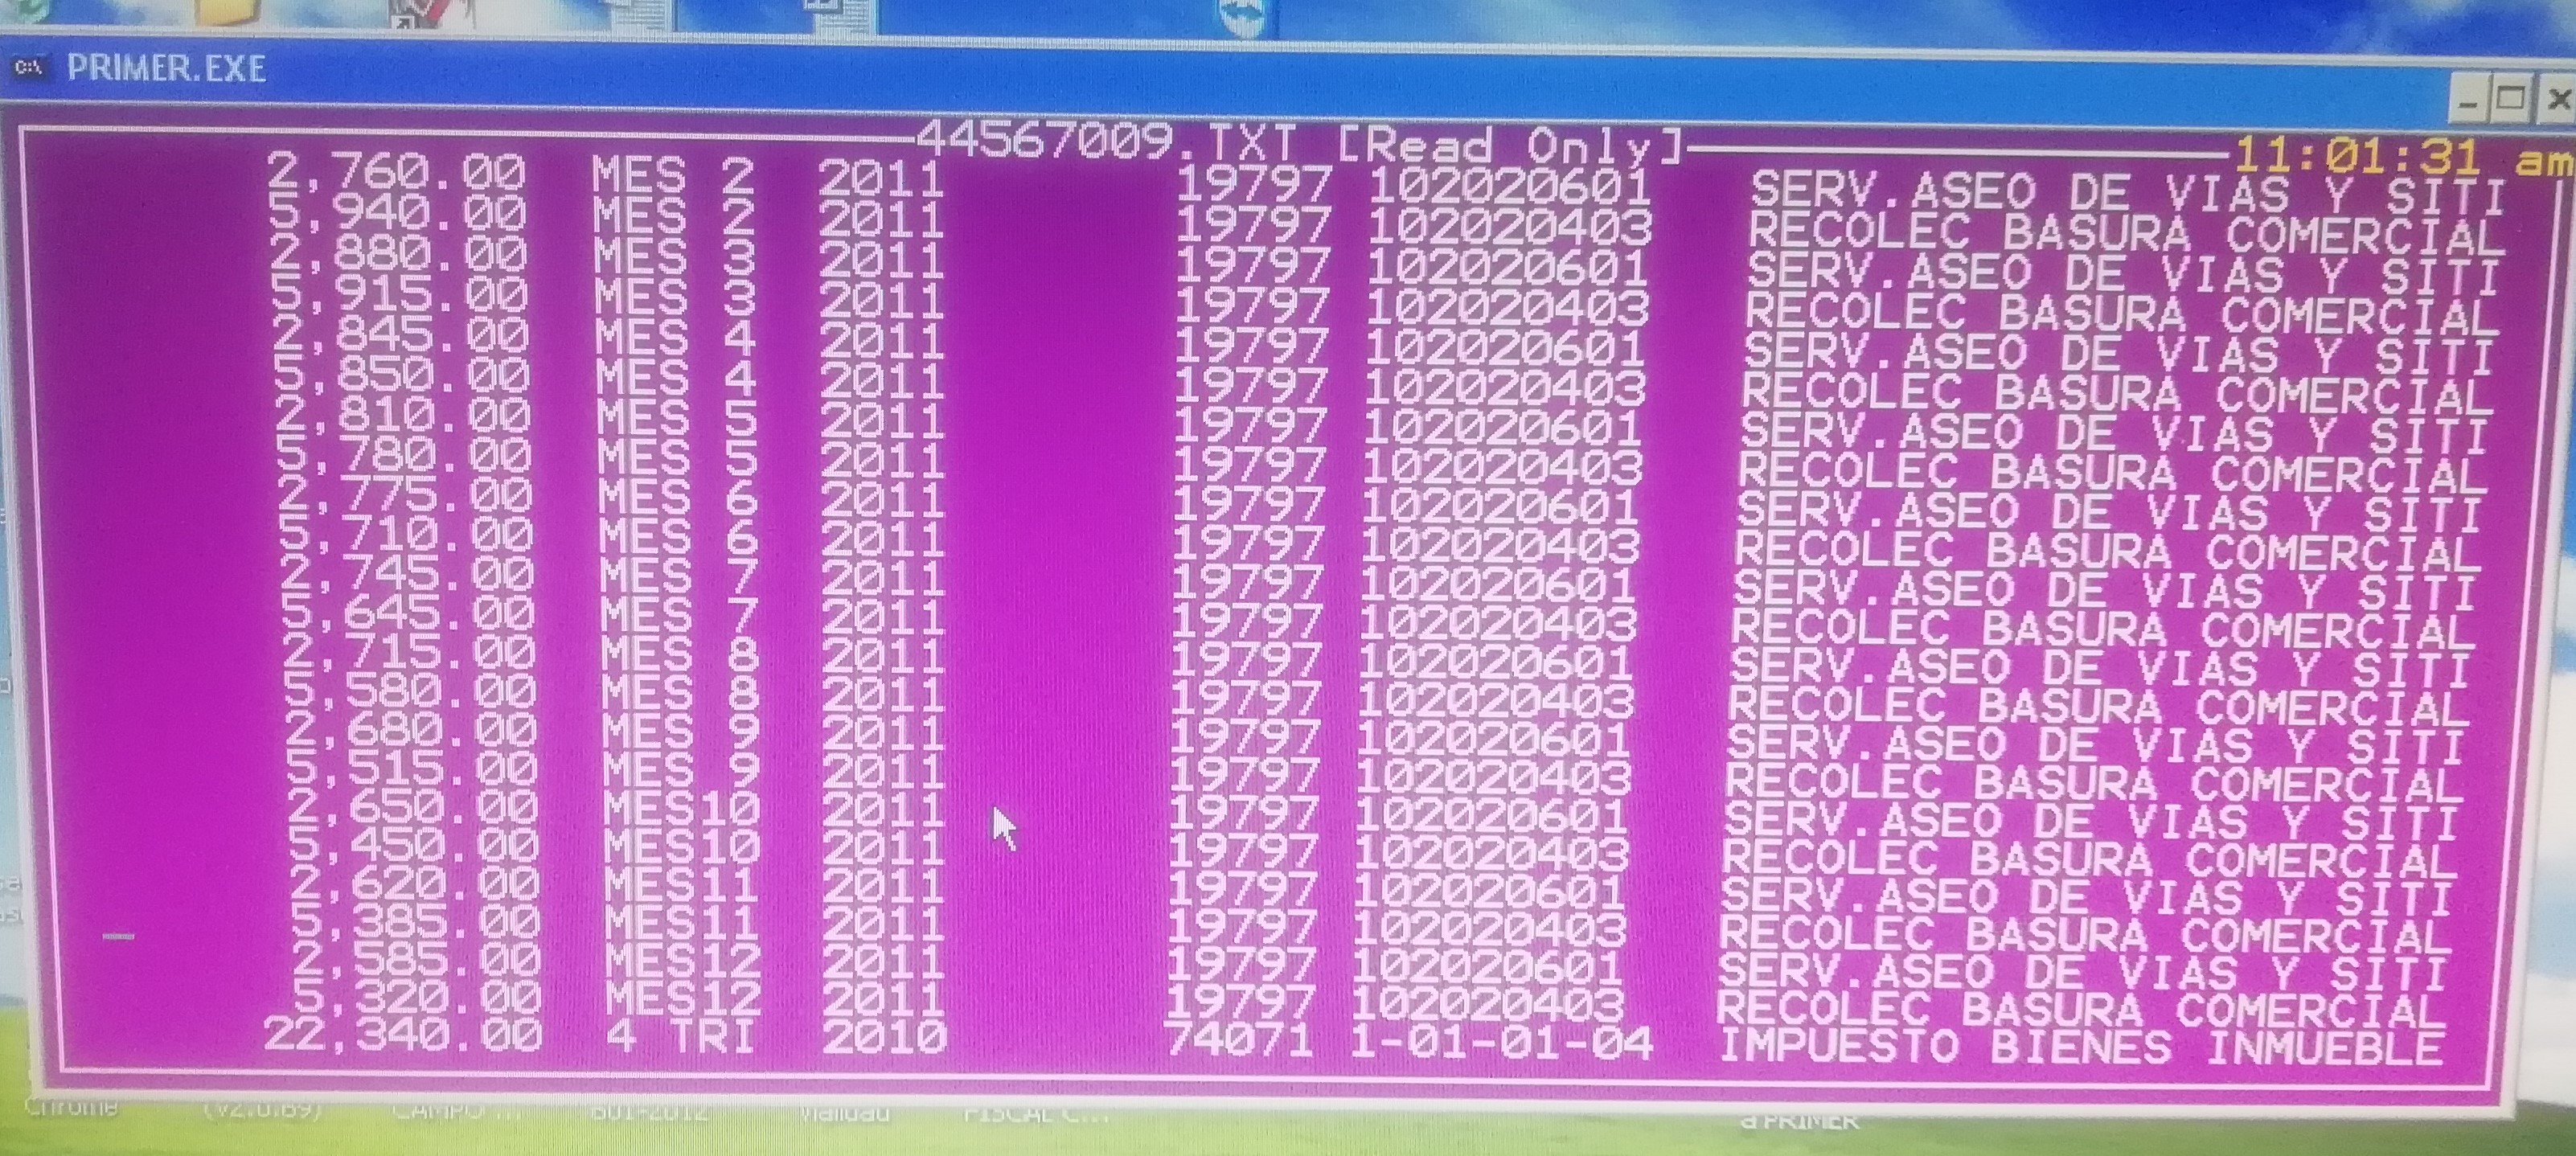 PRIMER.EXE
44567009.TXT [Read Only] 11:01:31 am
2,760.00 MES 2 2011 19797 102020601 SERV.ASEO DE VIAS Y SITI
5,940.00 MES 2 2011 19797 102020403 RECOLEC BASURA COMERCIAL
2,880.00 MES 3 2011 19797 102020601 SERV.ASEO DE VIAS Y SITI
5,915.00 MES 3 2011 19797 102020403 RECOLEC BASURA COMERCIAL
2,845.00 MES 4 2011 19797 102020601 SERV.ASEO DE VIAS Y SITI
5,850.00 MES 4 2011 19797 102020403 RECOLEC BASURA COMERCIAL
2,810.00 MES 5 2011 19797 102020601 SERV.ASEO DE VIAS Y SITI
5,780.00 MES 5 2011 19797 102020403 RECOLEC BASURA COMERCIAL
2,775.00 MES 6 2011 19797 102020601 SERV.ASEO DE VIAS Y SITI
5,710.00 MES 6 2011 19797 102020403 RECOLEC BASURA COMERCIAL
2,745.00 MES 7 2011 19797 102020601 SERV.ASEO DE VIAS Y SITI
5,645.00 MES 7 2011 19797 102020403 RECOLEC BASURA COMERCIAL
2,715.00 MES 8 2011 19797 102020601 SERV.ASEO DE VIAS Y SITI
5,580.00 MES 8 2011 19797 102020403 RECOLEC BASURA COMERCIAL
2,680.00 MES 9 2011 19797 102020601 SERV.ASEO DE VIAS Y SITI
5,515.00 MES 9 2011 19797 102020403 RECOLEC BASURA COMERCIAL
2,650.00 MES10 2011 19797 102020601 SERV.ASEO DE VIAS Y SITI
5,450.00 MES10 2011 19797 102020403 RECOLEC BASURA COMERCIAL
2,620.00 MES11 2011 19797 102020601 SERV.ASEO DE VIAS Y SITI
5,385.00 MES11 2011 19797 102020403 RECOLEC BASURA COMERCIAL
2,585.00 MES12 2011 19797 102020601 SERV.ASEO DE VIAS Y SITI
5,320.00 MES12 2011 19797 102020403 RECOLEC BASURA COMERCIAL
22,340.00 4 TRI 2010 74071 1-01-01-04 IMPUESTO BIENES INMUEBLE
Chrome (v2.0.69) CAMPO ... 601-2012 Vialidad FISCAL C... a PRIMER